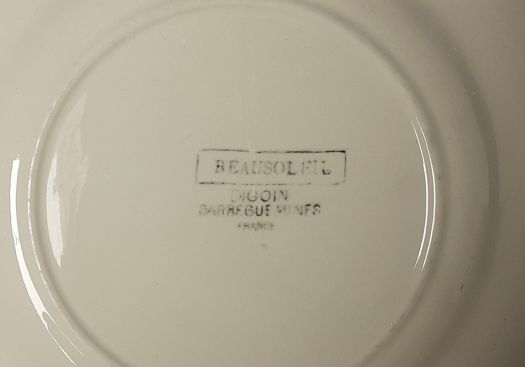 BEAUSOLEIL
DIGOIN
SARREGUEMINES
FRANCE